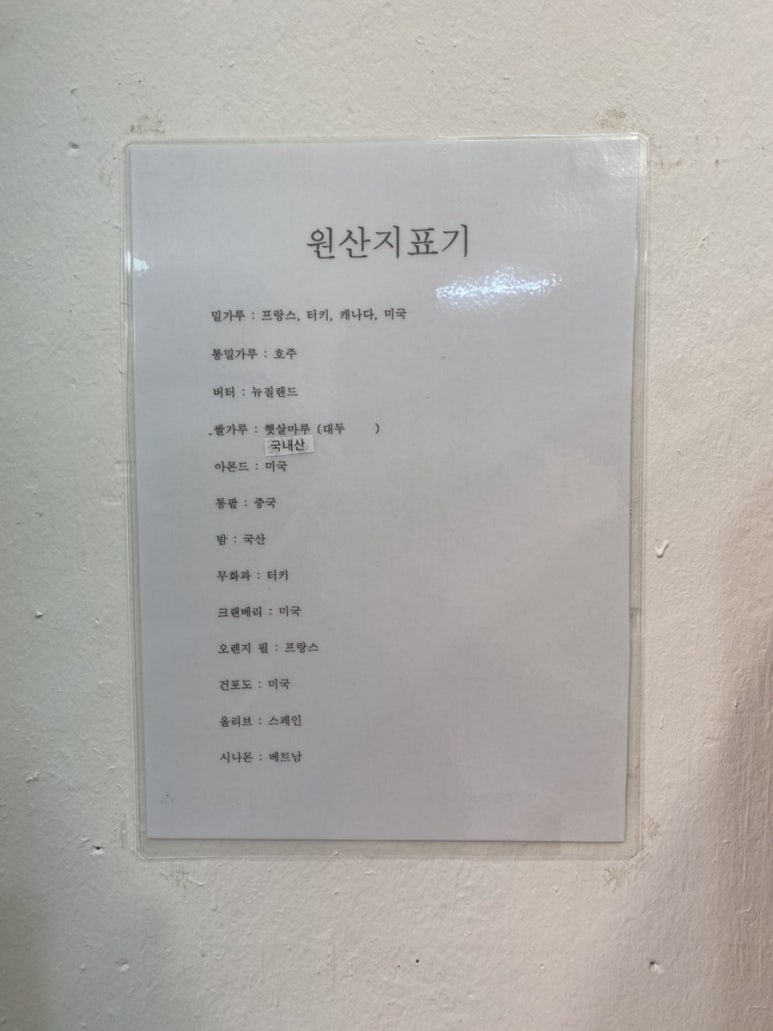 원산지표기
밀가루 : 프랑스, 터키, 캐나다, 미국
통밀가루 : 호주
버터 : 뉴질랜드
쌀가루 : 햇살마루 (대두 )
국내산
아몬드 : 미국
통팥 : 중국
밤 : 국산
무화과 : 터키
크랜베리 : 미국
오렌지 필 : 프랑스
건포도 : 미국
올리브 : 스페인
시나몬 : 베트남